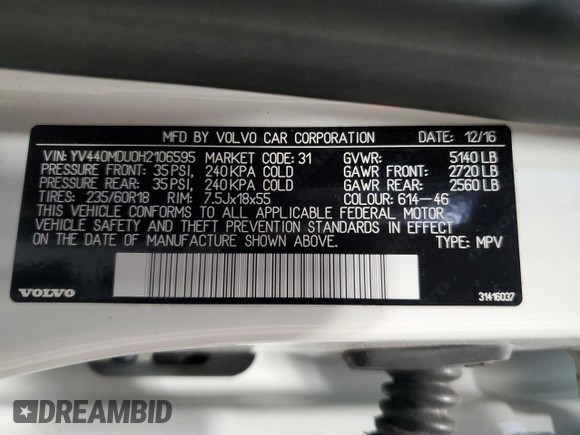 MFD BY VOLVO CAR CORPORATION DATE: 12/16
VIN: YV440MDU0H2106595 MARKET CODE: 31 GVWR: 5140 LB
PRESSURE FRONT: 35 PSI, 240 KPA COLD GAWR FRONT: 2720 LB
PRESSURE REAR: 35 PSI, 240 KPA COLD GAWR REAR: 2560 LB
TIRES: 235/60R18 RIM: 7.5Jx18x55 COLOUR: 614-46
THIS VEHICLE CONFORMS TO ALL APPLICABLE FEDERAL MOTOR
VEHICLE SAFETY AND THEFT PREVENTION STANDARDS IN EFFECT
ON THE DATE OF MANUFACTURE SHOWN ABOVE. TYPE: MPV
VOLVO 31416037
DREAMBID